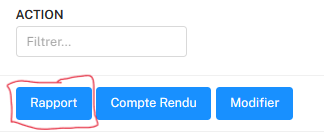 ACTION
Filtrer...
Rapport Compte Rendu Modifier